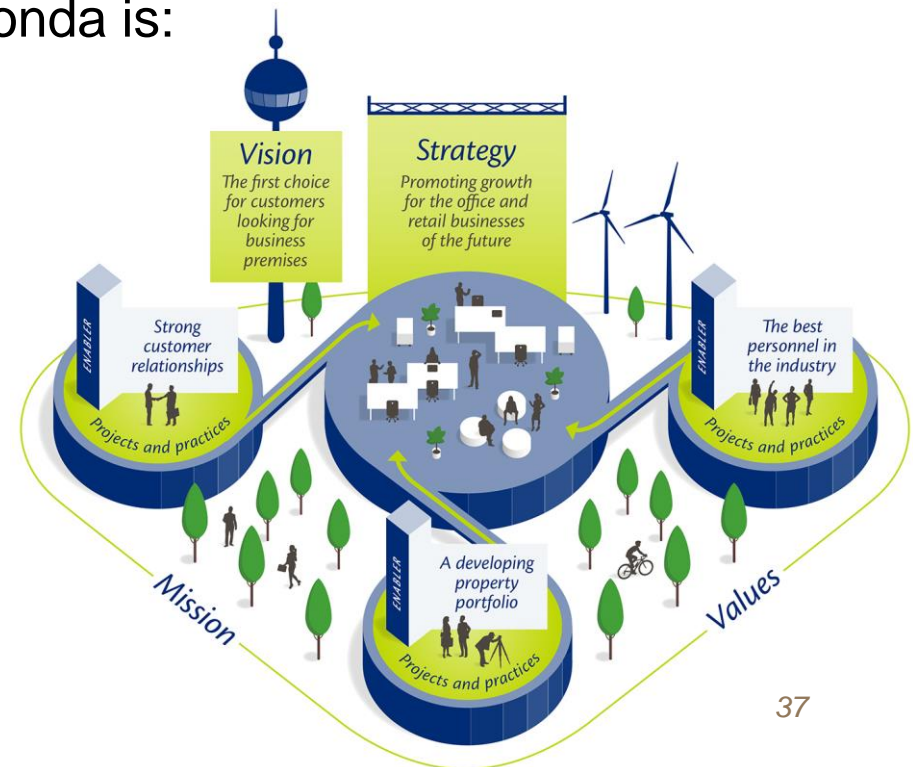 onda is:
Vision
The first choice
for customers
looking for
business
premises
Strategy
Promoting growth
for the office and
retail businesses
of the future
ENABLER
Strong
customer
relationships
Projects and practices
ENABLER
The best
personnel in
the industry
Projects and practices
ENABLER
A developing
property
portfolio
Projects and practices
Mission
Values
37